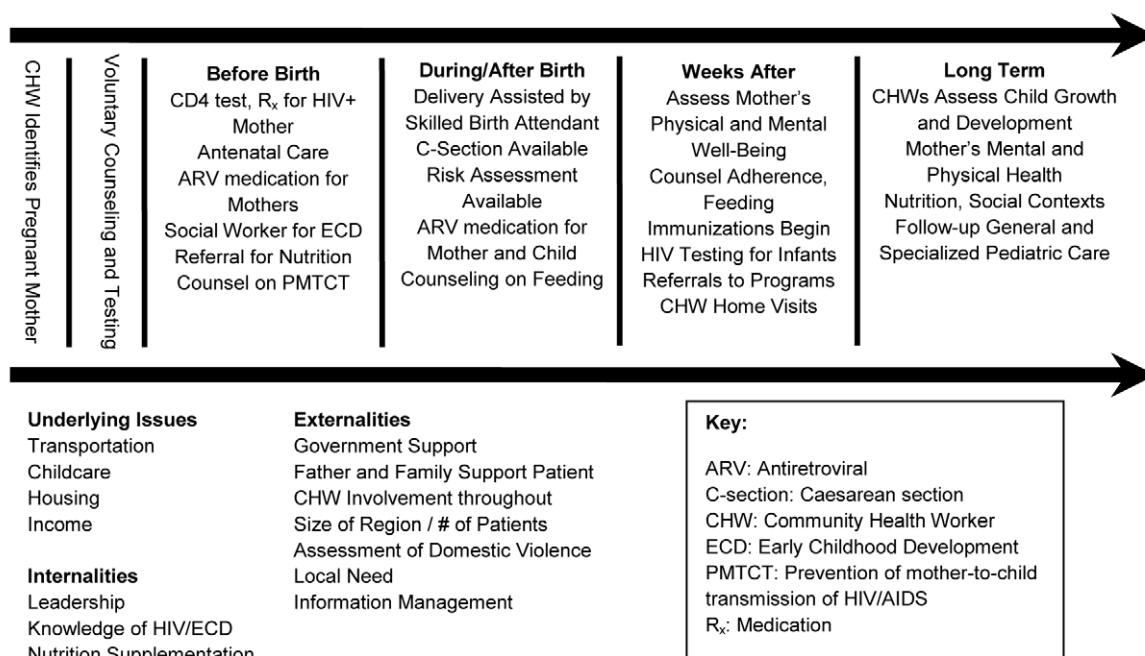 CHW Identifies Pregnant Mother
Voluntary Counseling and Testing
Before Birth
CD4 test, Rx for HIV+
Mother
Antenatal Care
ARV medication for
Mothers
Social Worker for ECD
Referral for Nutrition
Counsel on PMTCT
During/After Birth
Delivery Assisted by
Skilled Birth Attendant
C-Section Available
Risk Assessment
Available
ARV medication for
Mother and Child
Counseling on Feeding
Weeks After
Assess Mother's
Physical and Mental
Well-Being
Counsel Adherence,
Feeding
Immunizations Begin
HIV Testing for Infants
Referrals to Programs
CHW Home Visits
Long Term
CHWs Assess Child Growth
and Development
Mother's Mental and
Physical Health
Nutrition, Social Contexts
Follow-up General and
Specialized Pediatric Care
Underlying Issues
Transportation
Childcare
Housing
Income
Internalities
Leadership
Knowledge of HIV/ECD
Nutrition Supplementation
Externalities
Government Support
Father and Family Support Patient
CHW Involvement throughout
Size of Region / # of Patients
Assessment of Domestic Violence
Local Need
Information Management
Key:
ARV: Antiretroviral
C-section: Caesarean section
CHW: Community Health Worker
ECD: Early Childhood Development
PMTCT: Prevention of mother-to-child
transmission of HIV/AIDS
Rx: Medication